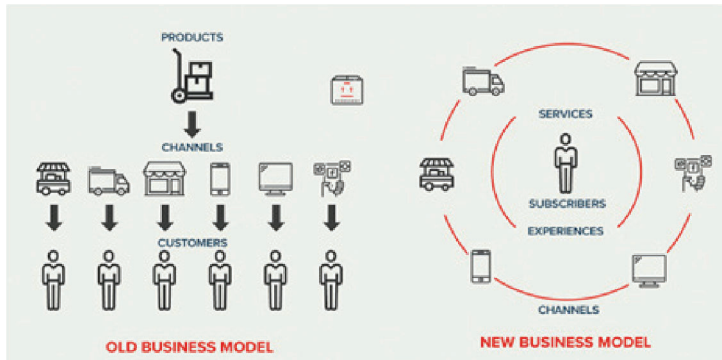 PRODUCTS
CHANNELS
CUSTOMERS
OLD BUSINESS MODEL
SERVICES
SUBSCRIBERS
EXPERIENCES
CHANNELS
NEW BUSINESS MODEL